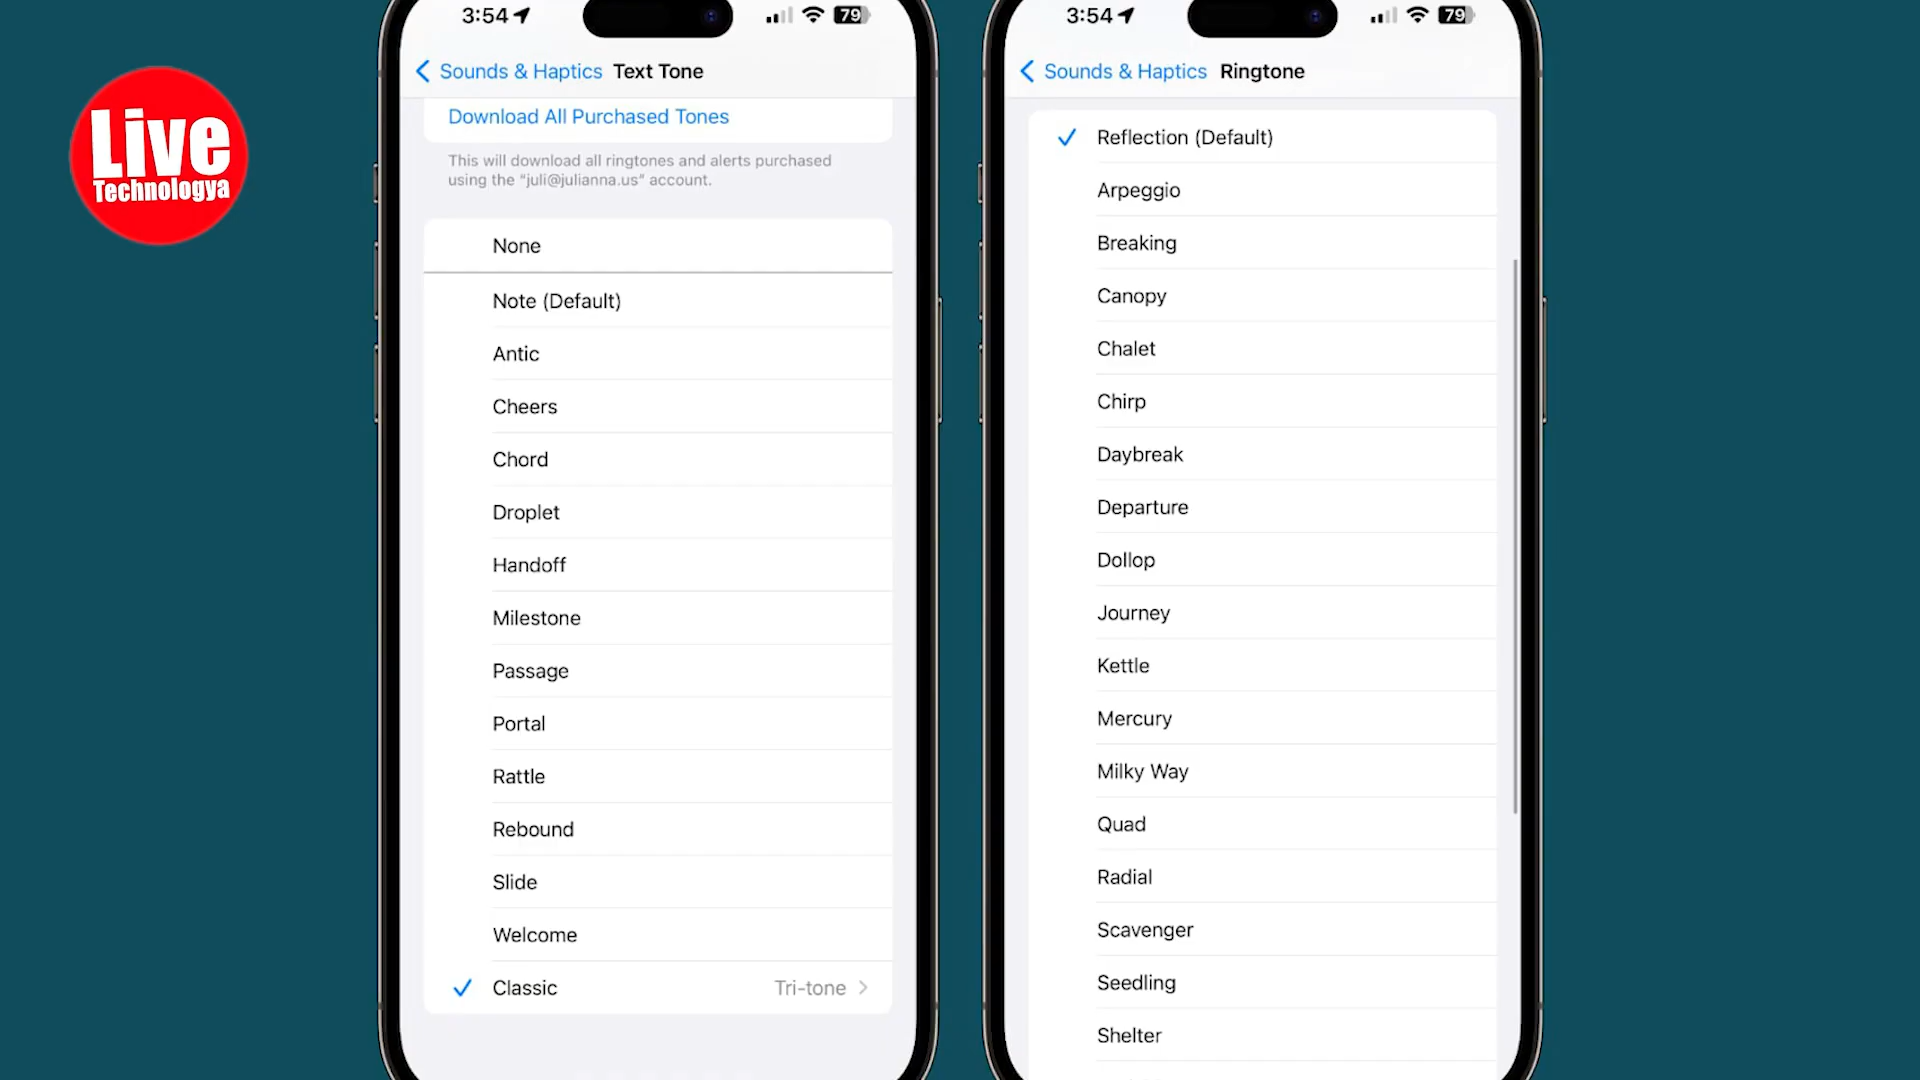 Live
Technologya
3:54
79
Sounds & Haptics Text Tone
Download All Purchased Tones
This will download all ringtones and alerts purchased
using the “juli@julianna.us” account.
None
Note (Default)
Antic
Cheers
Chord
Droplet
Handoff
Milestone
Passage
Portal
Rattle
Rebound
Slide
Welcome
Classic Tri-tone
3:54
79
Sounds & Haptics Ringtone
Reflection (Default)
Arpeggio
Breaking
Canopy
Chalet
Chirp
Daybreak
Departure
Dollop
Journey
Kettle
Mercury
Milky Way
Quad
Radial
Scavenger
Seedling
Shelter